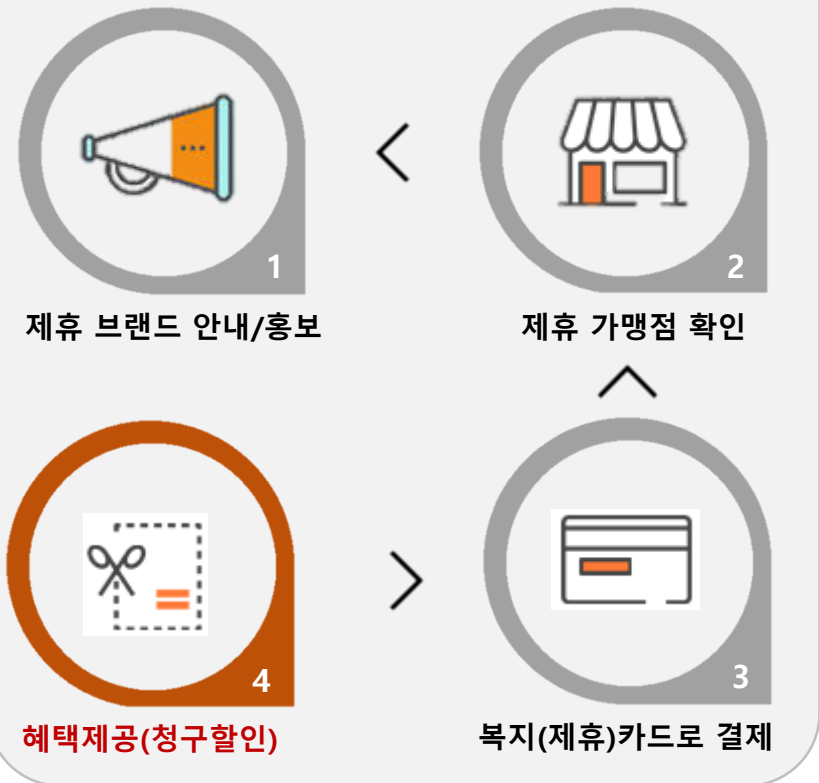 1
제휴 브랜드 안내/홍보
2
제휴 가맹점 확인
3
복지(제휴)카드로 결제
4
혜택제공(청구할인)